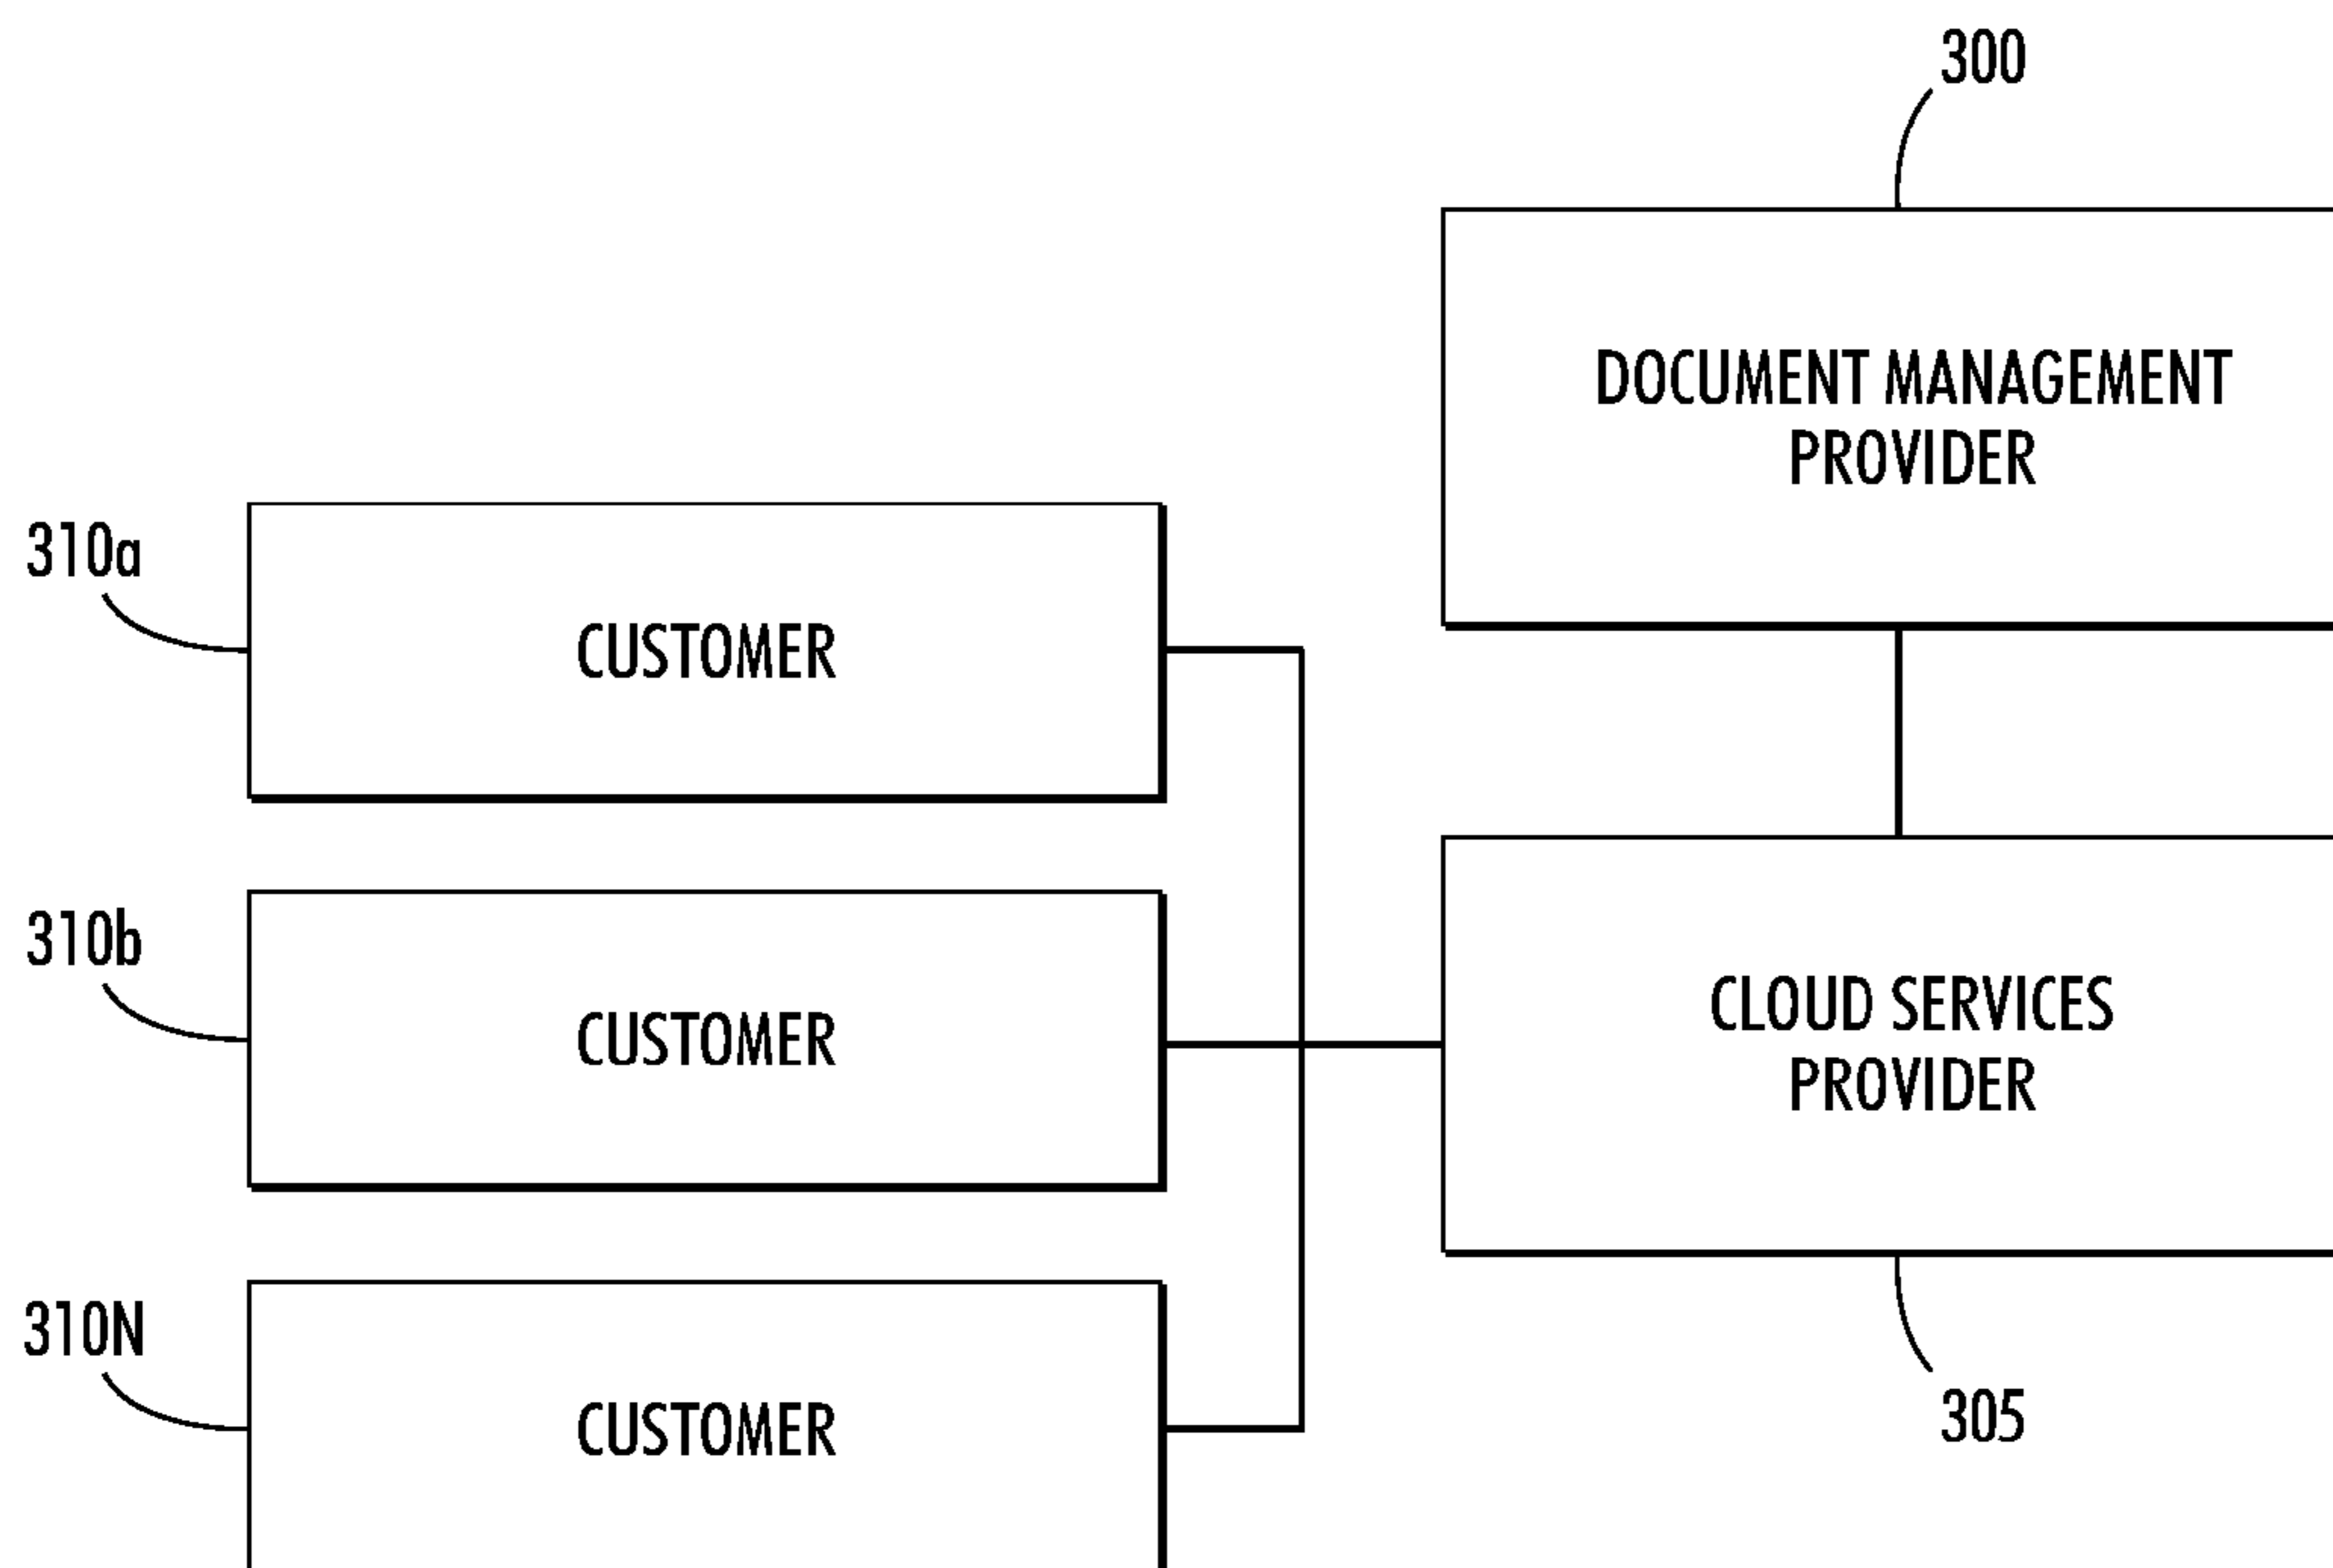 300
DOCUMENT MANAGEMENT
PROVIDER
310a
CUSTOMER
310b
CUSTOMER
CLOUD SERVICES
PROVIDER
310N
CUSTOMER
305